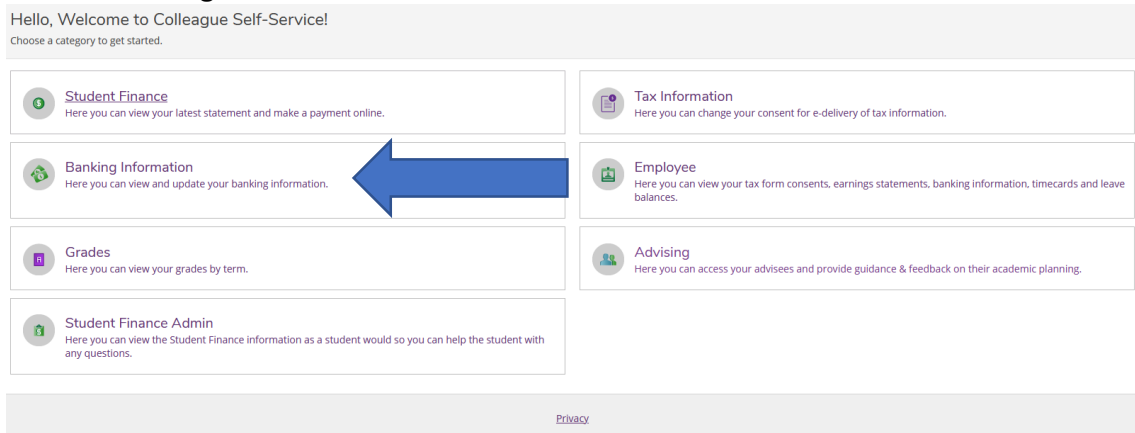 Hello, Welcome to Colleague Self-Service!
Choose a category to get started.
Student Finance
Here you can view your latest statement and make a payment online.
Tax Information
Here you can change your consent for e-delivery of tax information.
Banking Information
Here you can view and update your banking information.
Employee
Here you can view your tax form consents, earnings statements, banking information, timecards and leave
balances.
Grades
Here you can view your grades by term.
Advising
Here you can access your advisees and provide guidance & feedback on their academic planning.
Student Finance Admin
Here you can view the Student Finance information as a student would so you can help the student with
any questions.
Privacy